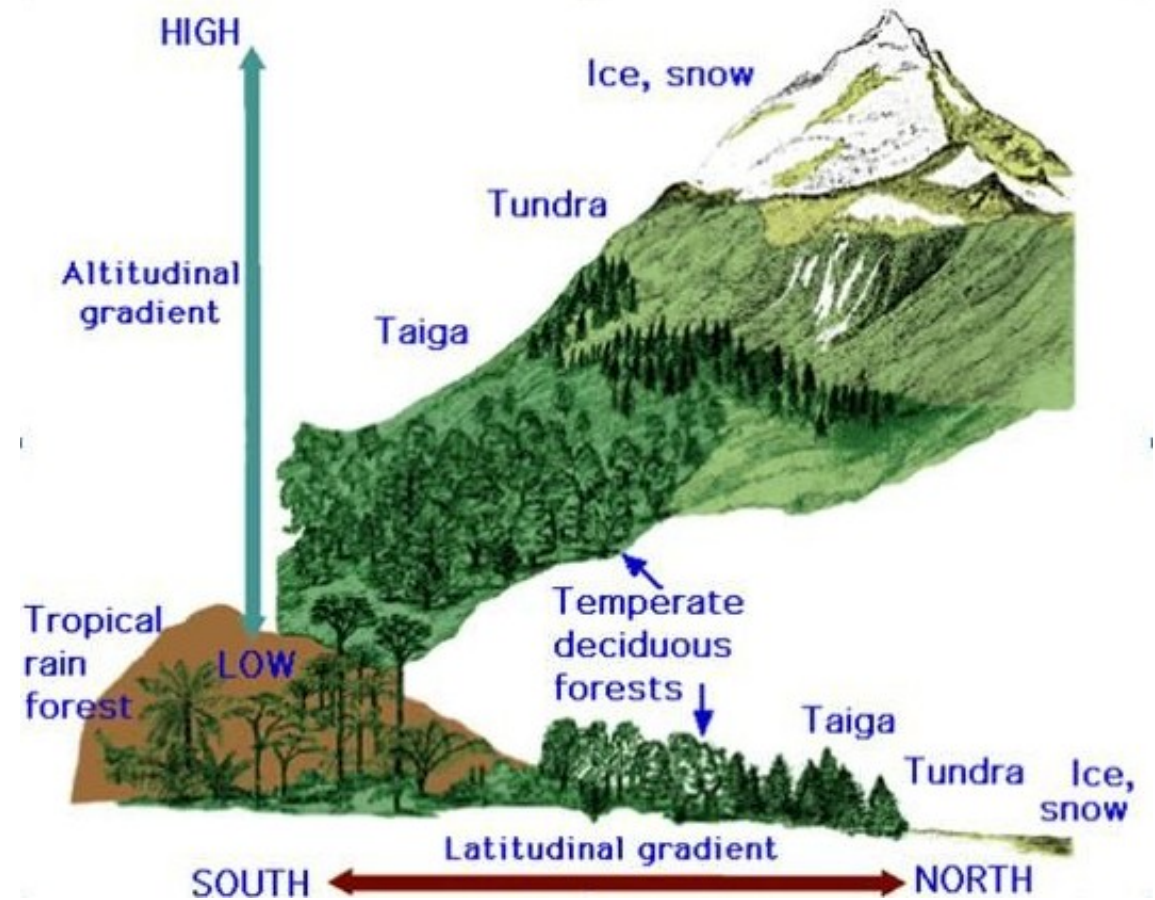 HIGH
Ice, snow
Tundra
Altitudinal
gradient
Taiga
Tropical
rain
forest
LOW
Temperate
deciduous
forests
Taiga
Tundra
Ice,
snow
Latitudinal gradient
SOUTH
NORTH